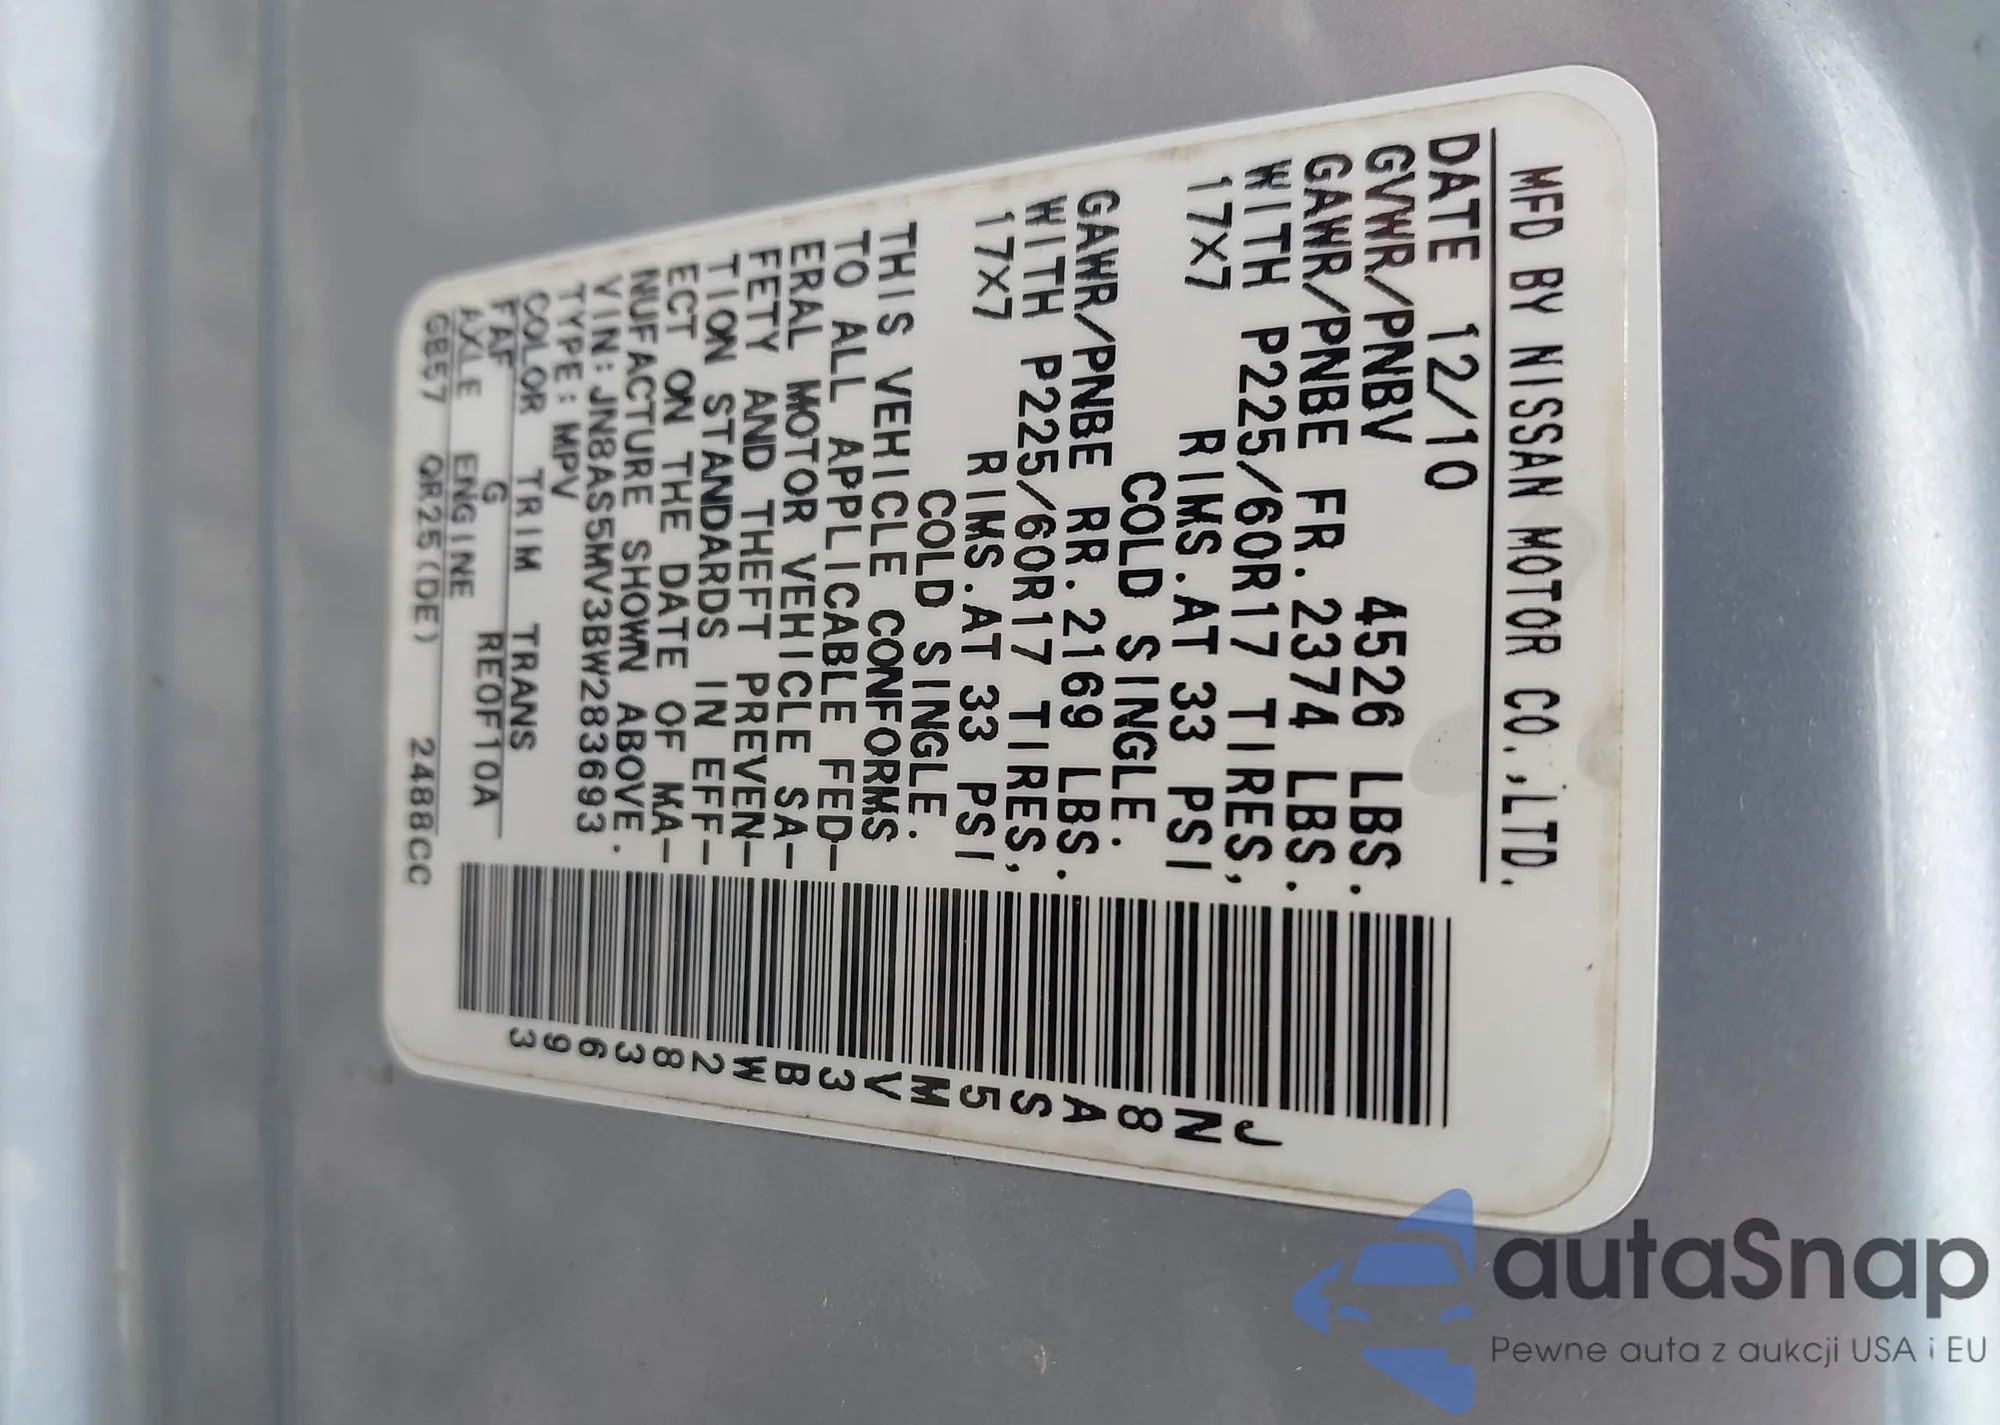 MFD BY NISSAN MOTOR CO.,LTD.
DATE 12/10
GVWR/PNBV 4526 LBS.
GAWR/PNBE FR. 2374 LBS.
WITH P225/60R17 TIRES,
17X7 RIMS.AT 33 PSI
COLD SINGLE.
GAWR/PNBE RR. 2169 LBS.
WITH P225/60R17 TIRES,
17X7 RIMS.AT 33 PSI
COLD SINGLE.
THIS VEHICLE CONFORMS
TO ALL APPLICABLE FED-
ERAL MOTOR VEHICLE SA-
FETY AND THEFT PREVEN-
TION STANDARDS IN EFF-
ECT ON THE DATE OF MA-
NUFACTURE SHOWN ABOVE.
VIN:JN8AS5MV3BW283693
TYPE:MPV
COLOR TRIM TRANS
FAF G RE0F10A
AXLE ENGINE
GB57 QR25(DE) 2488CC
JN8AS5MV3BW283693
autaSnap
Pewne auta z aukcji USA i EU